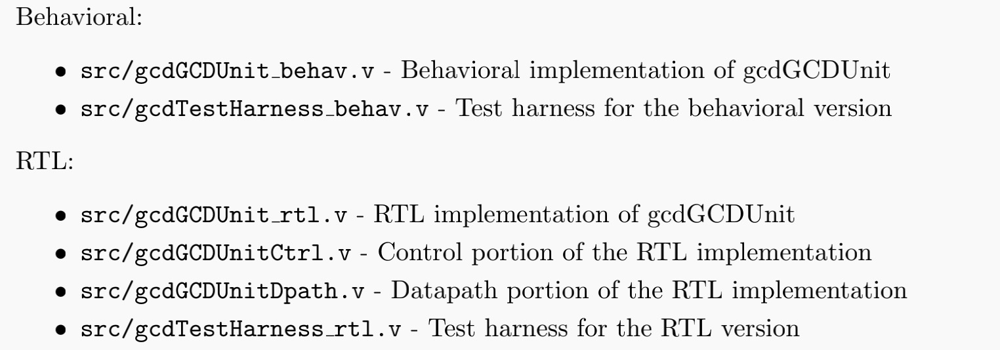 Behavioral:
• src/gcdGCDUnit_behav.v - Behavioral implementation of gcdGCDUnit
• src/gcdTestHarness_behav.v - Test harness for the behavioral version
RTL:
• src/gcdGCDUnit_rtl.v - RTL implementation of gcdGCDUnit
• src/gcdGCDUnitCtrl.v - Control portion of the RTL implementation
• src/gcdGCDUnitDpath.v - Datapath portion of the RTL implementation
• src/gcdTestHarness_rtl.v - Test harness for the RTL version